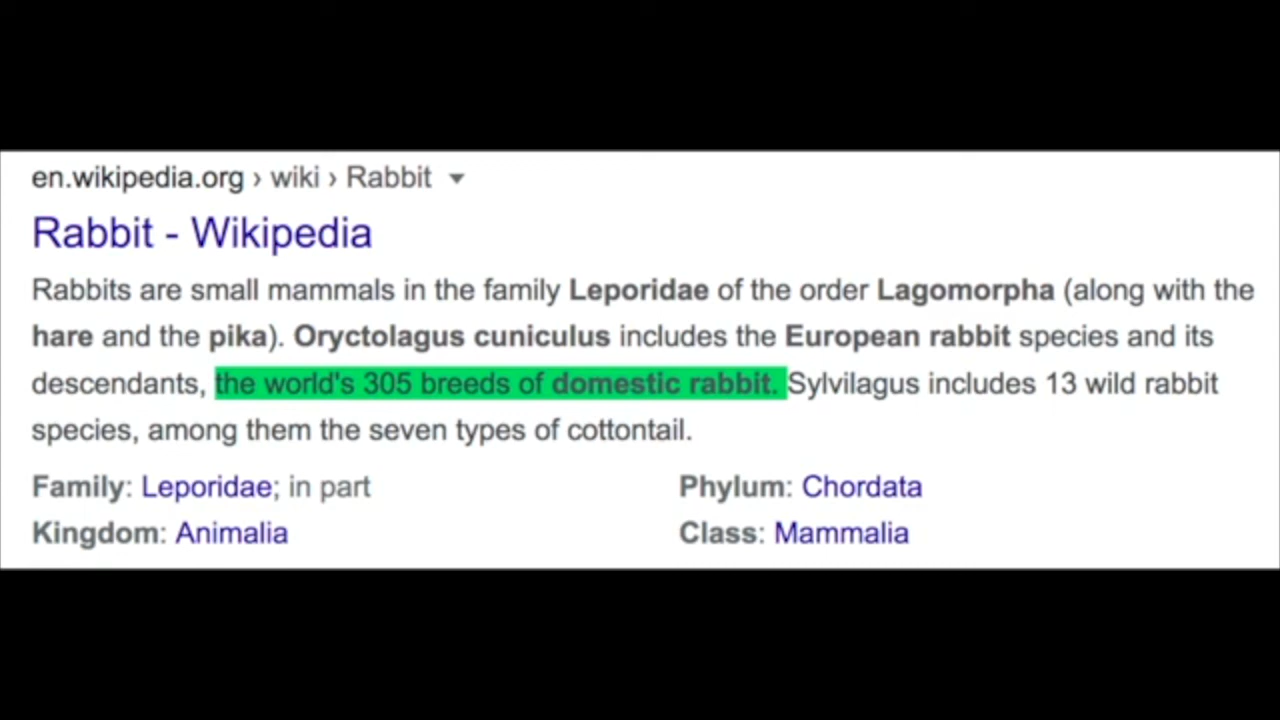 en.wikipedia.org › wiki › Rabbit
Rabbit - Wikipedia
Rabbits are small mammals in the family Leporidae of the order Lagomorpha (along with the
hare and the pika). Oryctolagus cuniculus includes the European rabbit species and its
descendants, the world's 305 breeds of domestic rabbit. Sylvilagus includes 13 wild rabbit
species, among them the seven types of cottontail.
Family: Leporidae; in part
Phylum: Chordata
Kingdom: Animalia
Class: Mammalia